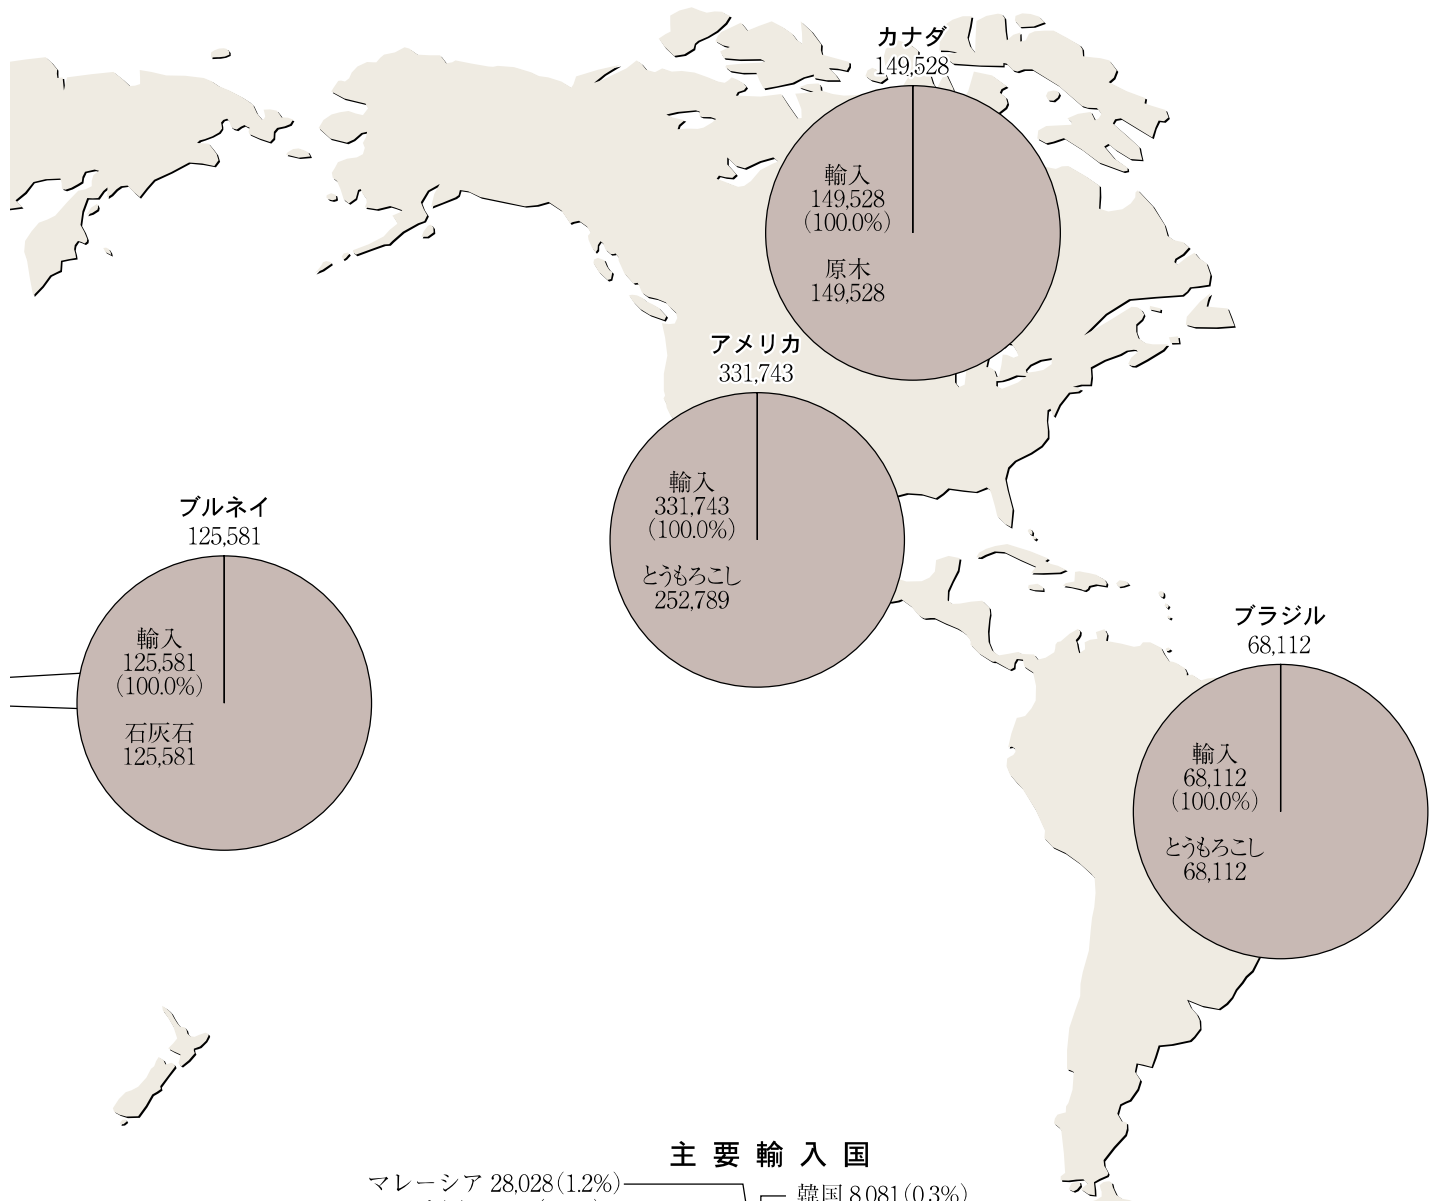 カナダ
149,528
輸入
149,528
(100.0%)
原木
149,528
アメリカ
331,743
輸入
331,743
(100.0%)
とうもろこし
252,789
ブルネイ
125,581
輸入
125,581
(100.0%)
石灰石
125,581
ブラジル
68,112
輸入
68,112
(100.0%)
とうもろこし
68,112
主要輸入国
マレーシア 28,028(1.2%)
韓国 8,081(0.3%)